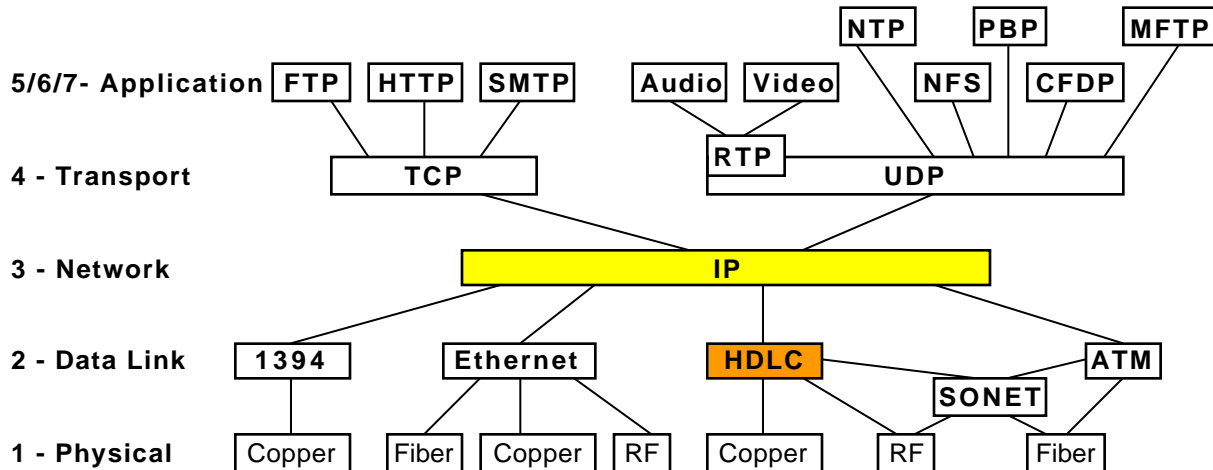 NTP PBP MFTP
5/6/7- Application FTP HTTP SMTP Audio Video NFS CFDP
RTP
4 - Transport TCP UDP
3 - Network IP
2 - Data Link 1394 Ethernet HDLC ATM
SONET
1 - Physical Copper Fiber Copper RF Copper RF Fiber